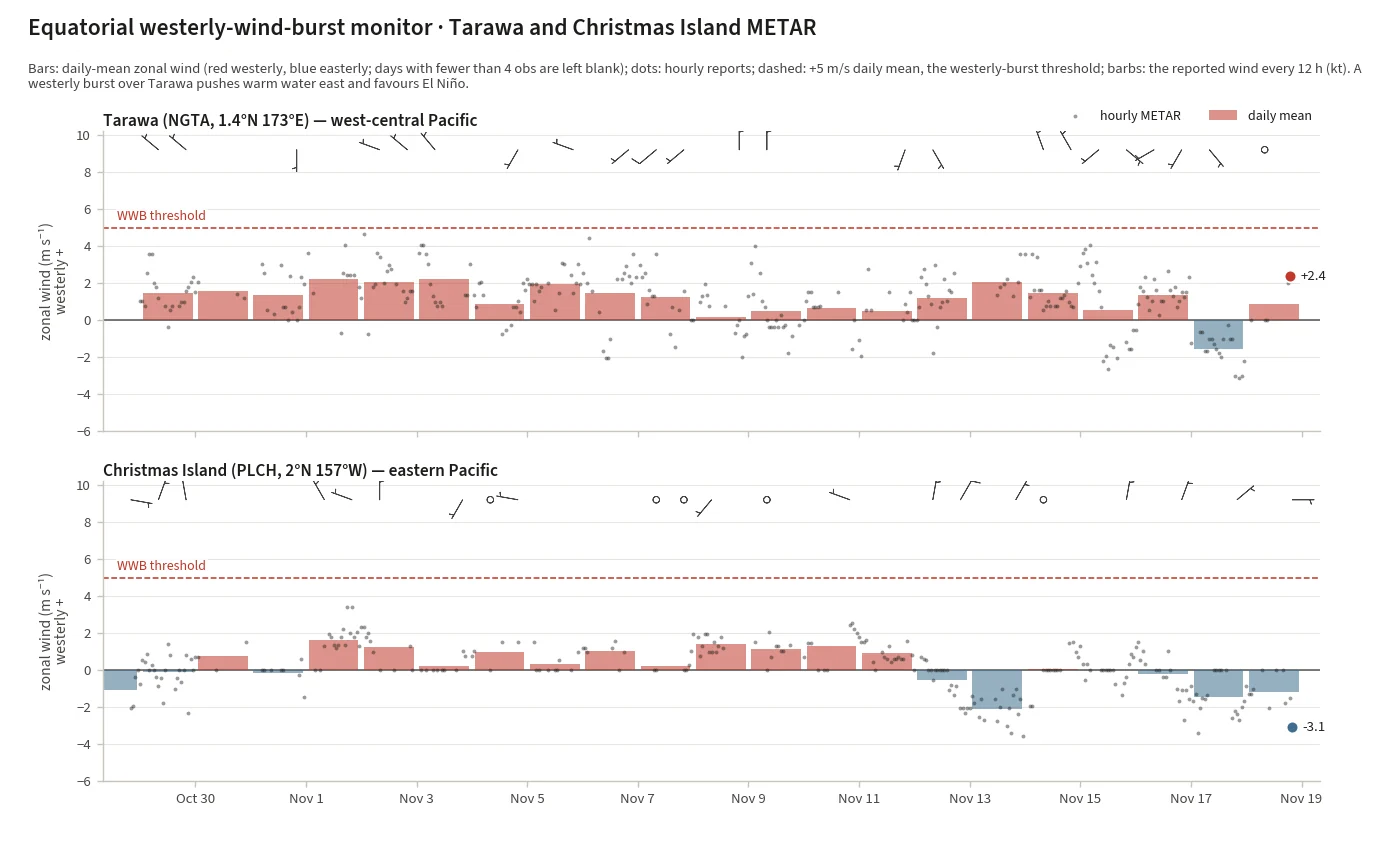 Equatorial westerly-wind-burst monitor · Tarawa and Christmas Island METAR
Bars: daily-mean zonal wind (red westerly, blue easterly; days with fewer than 4 obs are left blank); dots: hourly reports; dashed: +5 m/s daily mean, the westerly-burst threshold; barbs: the reported wind every 12 h (kt). A
westerly burst over Tarawa pushes warm water east and favours El Niño.
Tarawa (NGTA, 1.4°N 173°E) — west-central Pacific
hourly METAR
daily mean
10
8
6
4
2
0
−2
−4
−6
zonal wind (m s⁻¹)
westerly +
WWB threshold
+2.4
Christmas Island (PLCH, 2°N 157°W) — eastern Pacific
10
8
6
4
2
0
−2
−4
−6
zonal wind (m s⁻¹)
westerly +
WWB threshold
-3.1
Oct 30
Nov 1
Nov 3
Nov 5
Nov 7
Nov 9
Nov 11
Nov 13
Nov 15
Nov 17
Nov 19